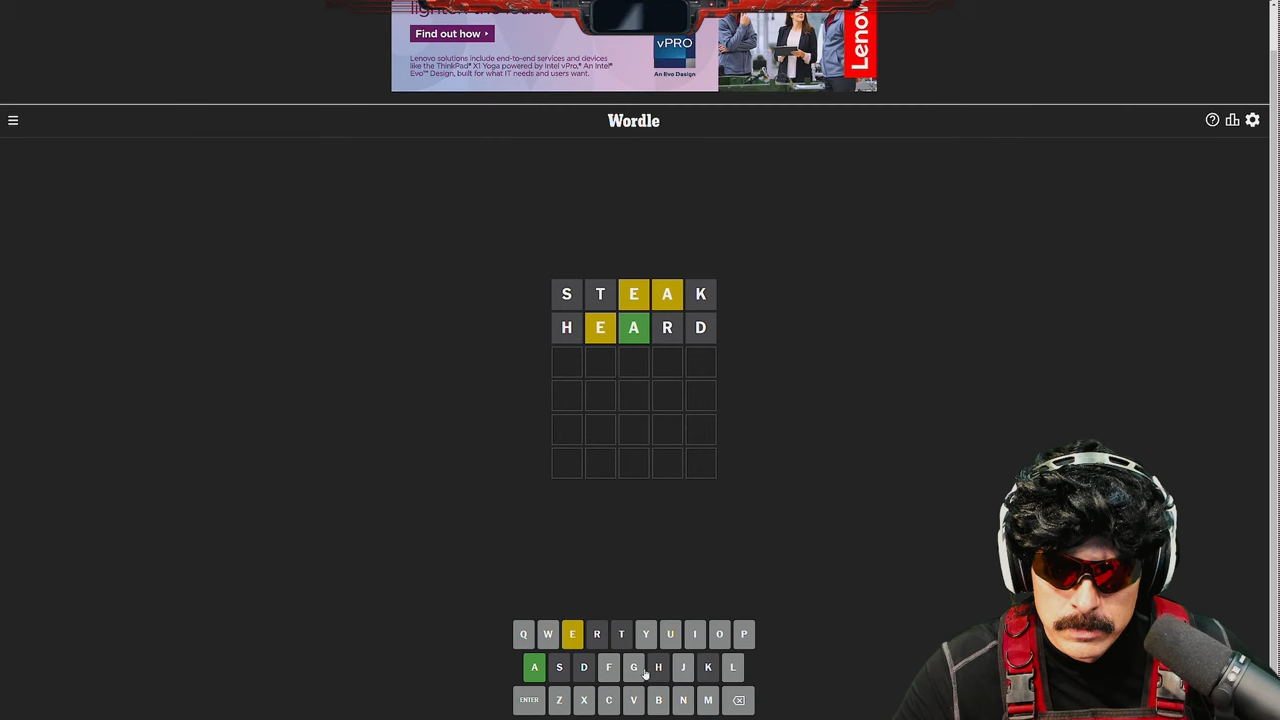 Find out how ▸
Lenovo solutions include end-to-end services and devices
like the ThinkPad® X1 Yoga powered by Intel vPro,® An Intel®
Evo™ Design, built for what IT needs and users want.
vPRO
An Evo Design
Lenovo
Wordle
S T E A K
H E A R D
Q W E R T Y U I O P
A S D F G H J K L
ENTER Z X C V B N M